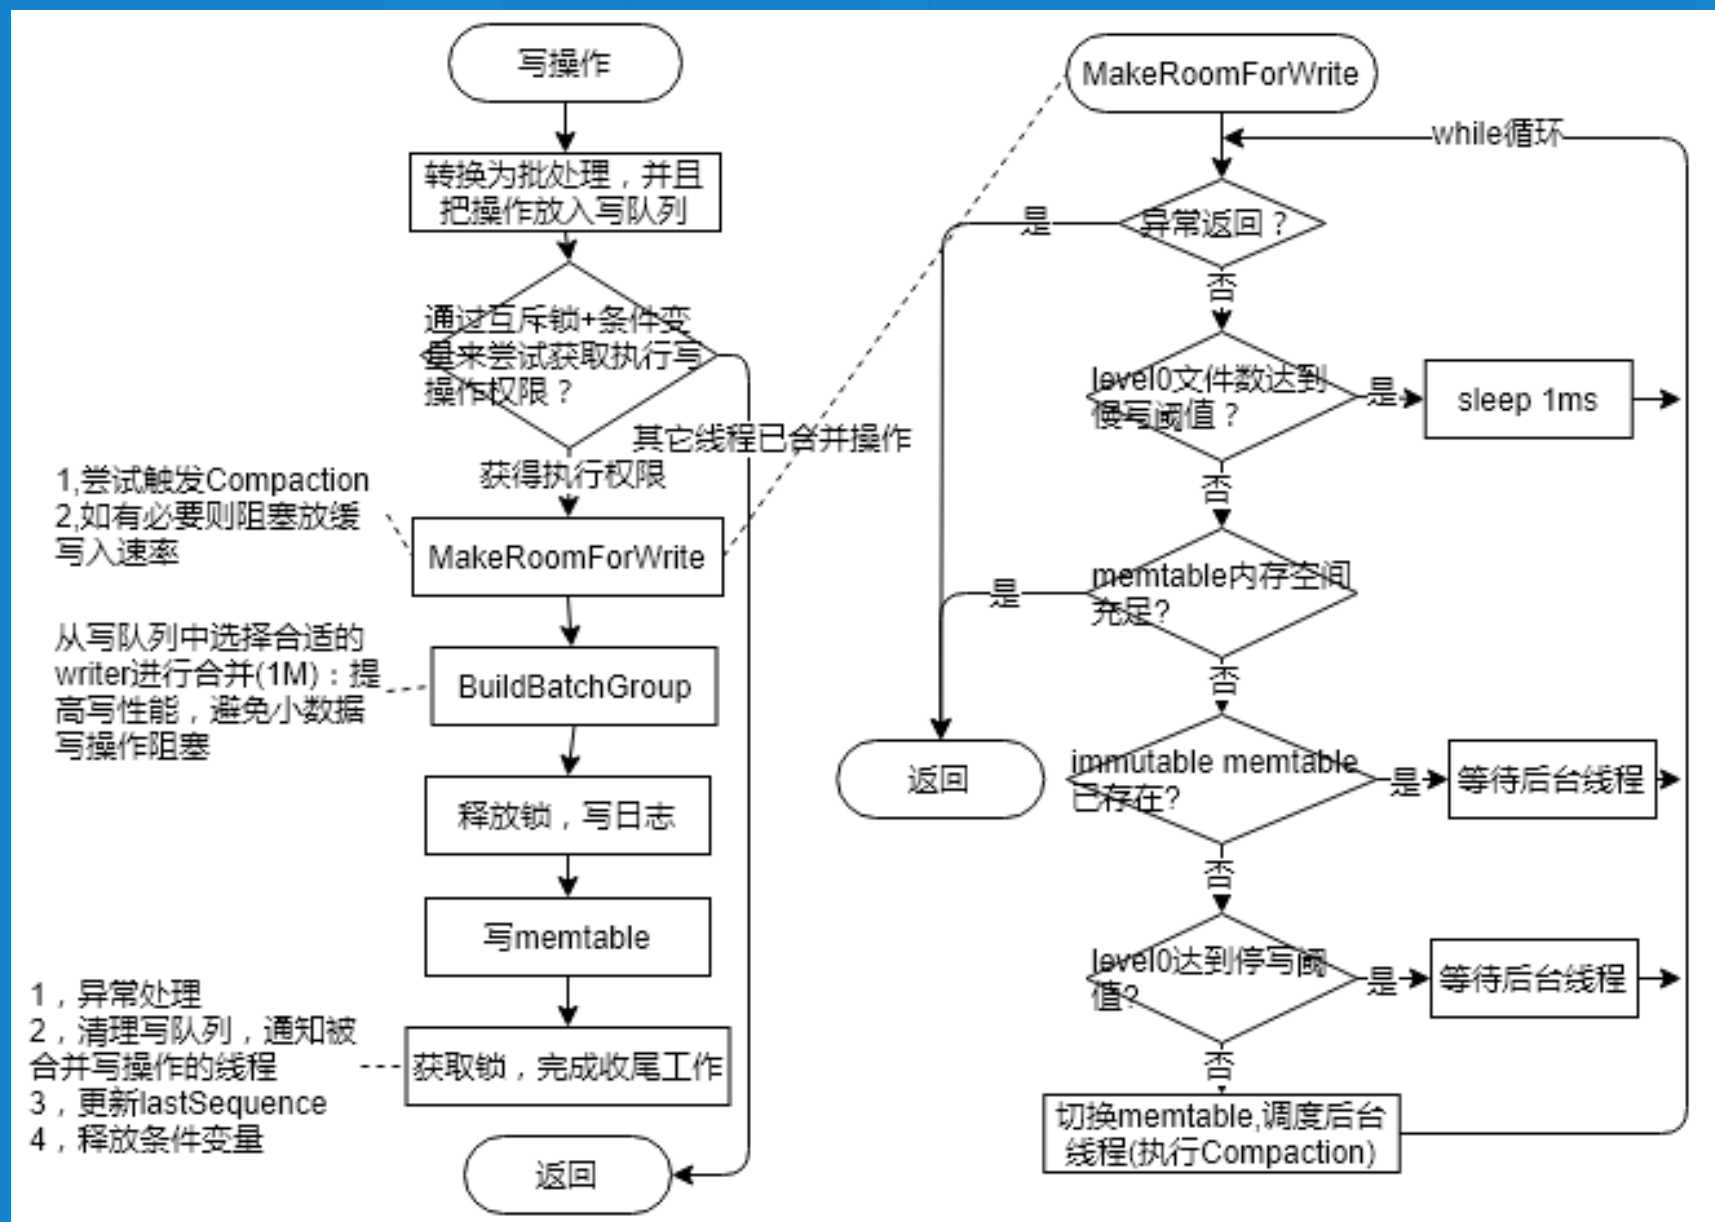 写操作
转换为批处理，并且
把操作放入写队列
通过互斥锁+条件变
量来尝试获取执行写
操作权限？
其它线程已合并操作
获得执行权限
1,尝试触发Compaction
2,如有必要则阻塞放缓
写入速率
MakeRoomForWrite
从写队列中选择合适的
writer进行合并(1M)：提
高写性能，避免小数据
写操作阻塞
BuildBatchGroup
释放锁，写日志
写memtable
1，异常处理
2，清理写队列，通知被
合并写操作的线程
3，更新lastSequence
4，释放条件变量
获取锁，完成收尾工作
返回
MakeRoomForWrite
while循环
异常返回？
是
否
level0文件数达到
慢写阈值？
是
sleep 1ms
否
memtable内存空间
充足?
是
返回
否
immutable memtable
已存在?
是
等待后台线程
否
level0达到停写阈
值?
是
等待后台线程
否
切换memtable,调度后台
线程(执行Compaction)